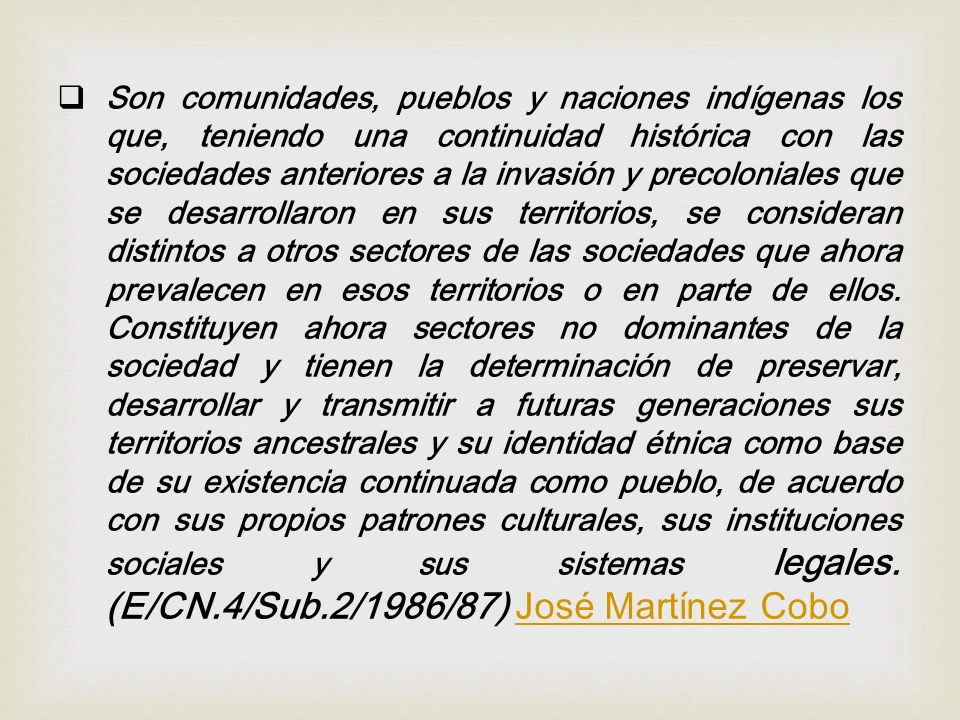 Son comunidades, pueblos y naciones indígenas los
que, teniendo una continuidad histórica con las
sociedades anteriores a la invasión y precoloniales que
se desarrollaron en sus territorios, se consideran
distintos a otros sectores de las sociedades que ahora
prevalecen en esos territorios o en parte de ellos.
Constituyen ahora sectores no dominantes de la
sociedad y tienen la determinación de preservar,
desarrollar y transmitir a futuras generaciones sus
territorios ancestrales y su identidad étnica como base
de su existencia continuada como pueblo, de acuerdo
con sus propios patrones culturales, sus instituciones
sociales y sus sistemas legales.
(E/CN.4/Sub.2/1986/87) José Martínez Cobo